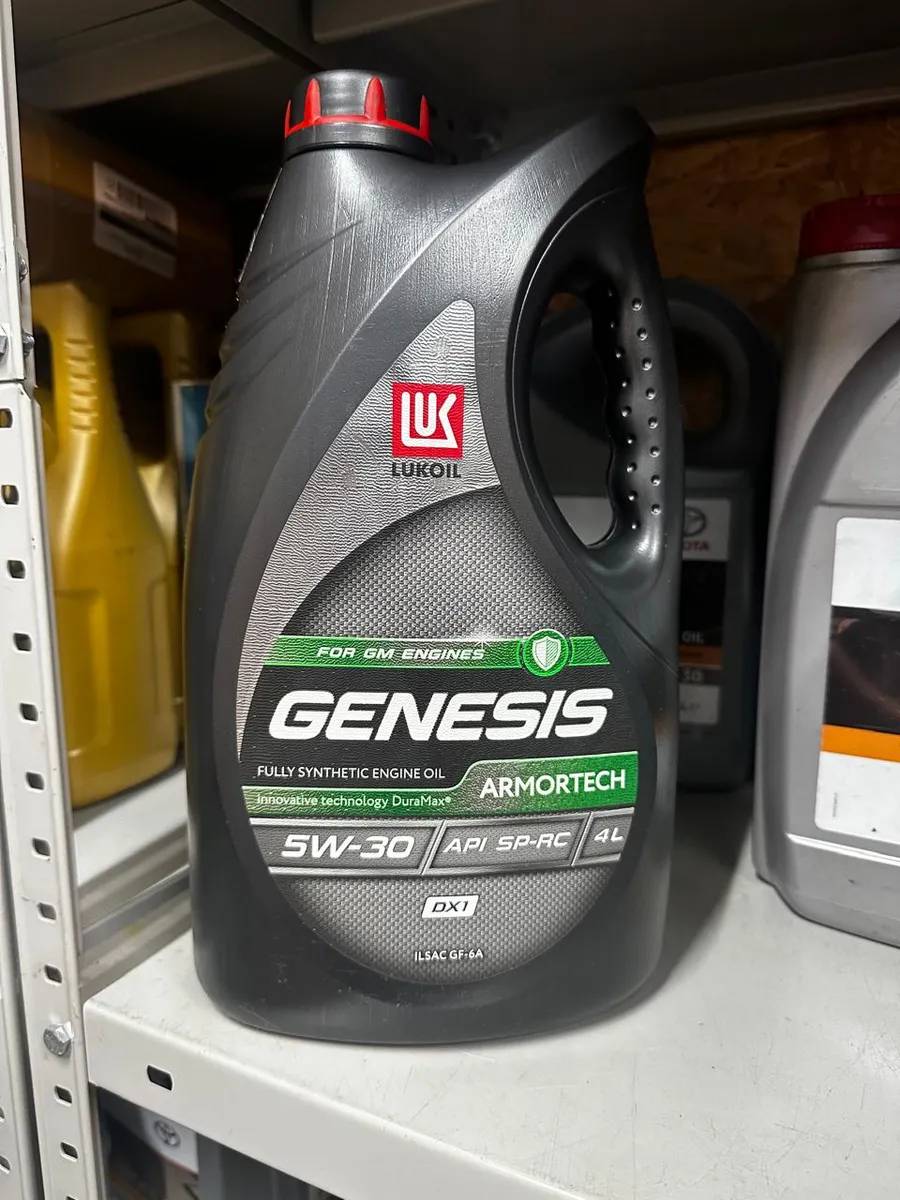 LUK
LUKOIL
FOR GM ENGINES
GENESIS
FULLY SYNTHETIC ENGINE OIL
ARMORTECH
Innovative technology DuraMax®
5W-30
API SP-RC
4L
DX1
ILSAC GF-6A
OIL